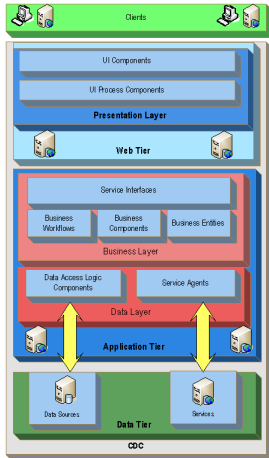 Clients
UI Components
UI Process Components
Presentation Layer
Web Tier
Service Interfaces
Business
Workflows
Business
Components
Business Entities
Business Layer
Data Access Logic
Components
Service Agents
Data Layer
Application Tier
Data Sources
Services
Data Tier
CDC